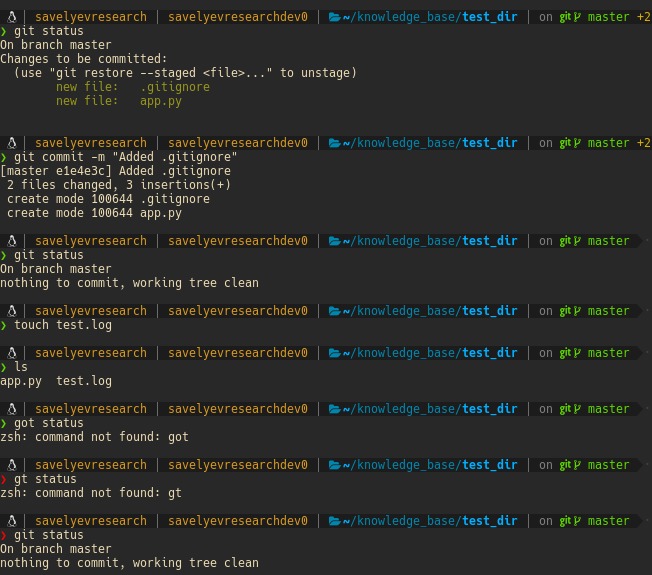 savelyevresearch | savelyevresearchdev0 | ~/knowledge_base/test_dir | on git master +2
❯ git status
On branch master
Changes to be committed:
  (use "git restore --staged <file>..." to unstage)
        new file:   .gitignore
        new file:   app.py
savelyevresearch | savelyevresearchdev0 | ~/knowledge_base/test_dir | on git master +2
❯ git commit -m "Added .gitignore"
[master e1e4e3c] Added .gitignore
 2 files changed, 3 insertions(+)
 create mode 100644 .gitignore
 create mode 100644 app.py
savelyevresearch | savelyevresearchdev0 | ~/knowledge_base/test_dir | on git master
❯ git status
On branch master
nothing to commit, working tree clean
savelyevresearch | savelyevresearchdev0 | ~/knowledge_base/test_dir | on git master
❯ touch test.log
savelyevresearch | savelyevresearchdev0 | ~/knowledge_base/test_dir | on git master
❯ ls
app.py  test.log
savelyevresearch | savelyevresearchdev0 | ~/knowledge_base/test_dir | on git master
❯ got status
zsh: command not found: got
savelyevresearch | savelyevresearchdev0 | ~/knowledge_base/test_dir | on git master
❯ gt status
zsh: command not found: gt
savelyevresearch | savelyevresearchdev0 | ~/knowledge_base/test_dir | on git master
❯ git status
On branch master
nothing to commit, working tree clean